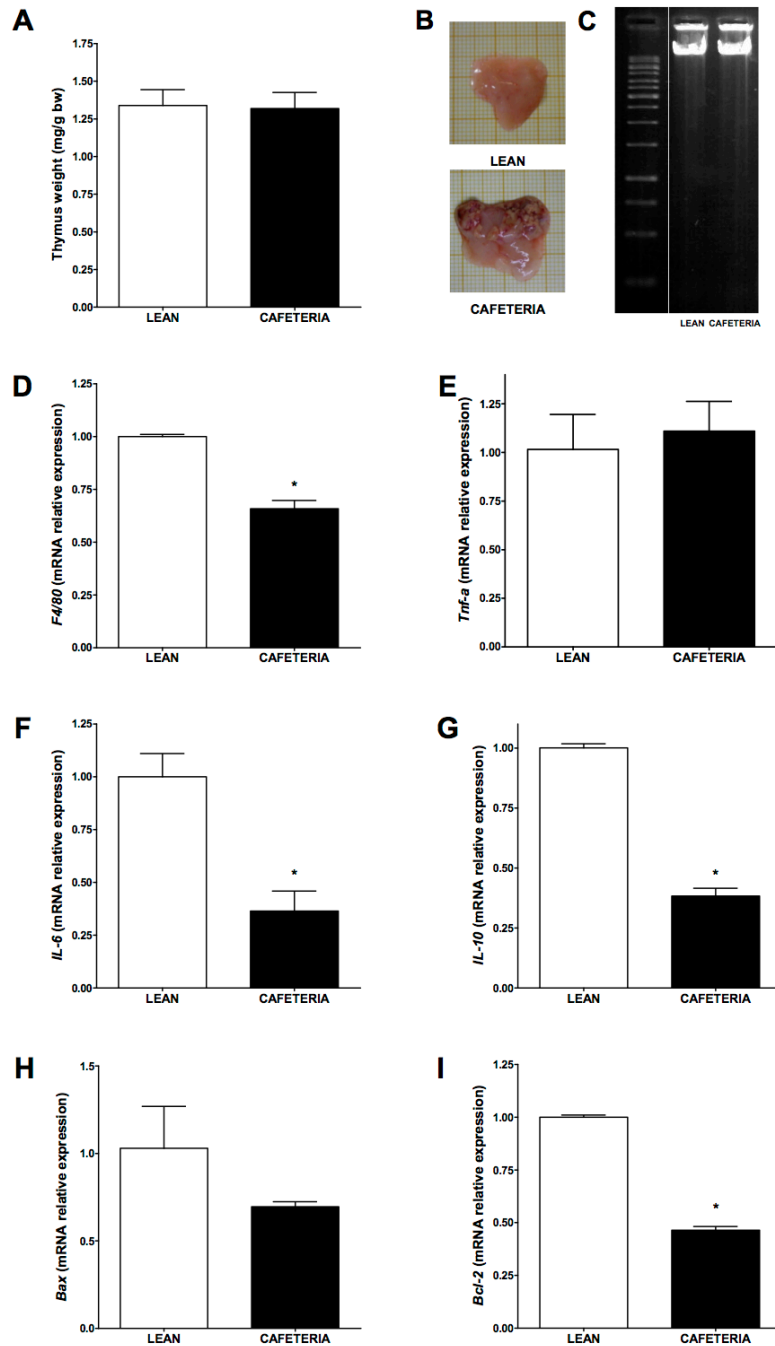 A
Thymus weight (mg/g bw)
1.75
1.50
1.25
1.00
0.75
0.50
0.25
0.00
LEAN
CAFETERIA
B
LEAN
CAFETERIA
C
LEAN CAFETERIA
D
F4/80 (mRNA relative expression)
1.25
1.00
0.75
0.50
0.25
0.00
*
LEAN
CAFETERIA
E
Tnf-a (mRNA relative expression)
1.25
1.00
0.75
0.50
0.25
0.00
LEAN
CAFETERIA
F
IL-6 (mRNA relative expression)
1.25
1.00
0.75
0.50
0.25
0.00
*
LEAN
CAFETERIA
G
IL-10 (mRNA relative expression)
1.00
0.75
0.50
0.25
0.00
*
LEAN
CAFETERIA
H
Bax (mRNA relative expression)
1.5
1.0
0.5
0.0
LEAN
CAFETERIA
I
Bcl-2 (mRNA relative expression)
1.25
1.00
0.75
0.50
0.25
0.00
*
LEAN
CAFETERIA